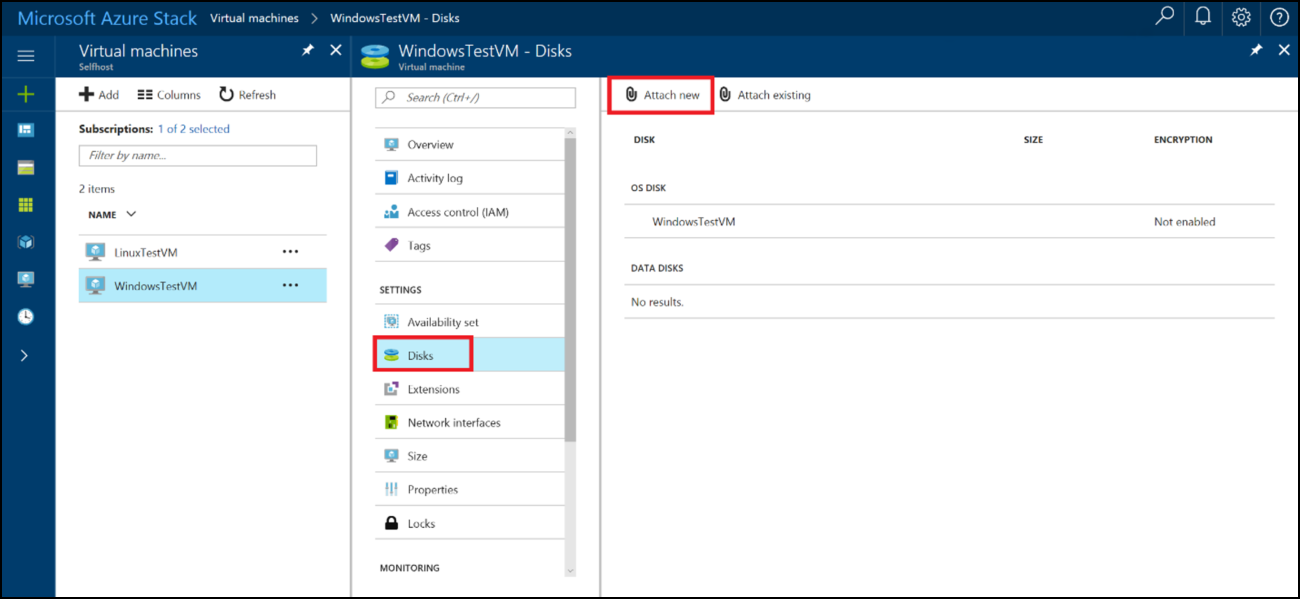 Microsoft Azure Stack Virtual machines > WindowsTestVM - Disks
Virtual machines
Selfhost
WindowsTestVM - Disks
Virtual machine
Add Columns Refresh
Subscriptions: 1 of 2 selected
Filter by name...
2 items
NAME
LinuxTestVM
WindowsTestVM
Search (Ctrl+/)
Overview
Activity log
Access control (IAM)
Tags
SETTINGS
Availability set
Disks
Extensions
Network interfaces
Size
Properties
Locks
MONITORING
Attach new Attach existing
DISK SIZE ENCRYPTION
OS DISK
WindowsTestVM Not enabled
DATA DISKS
No results.